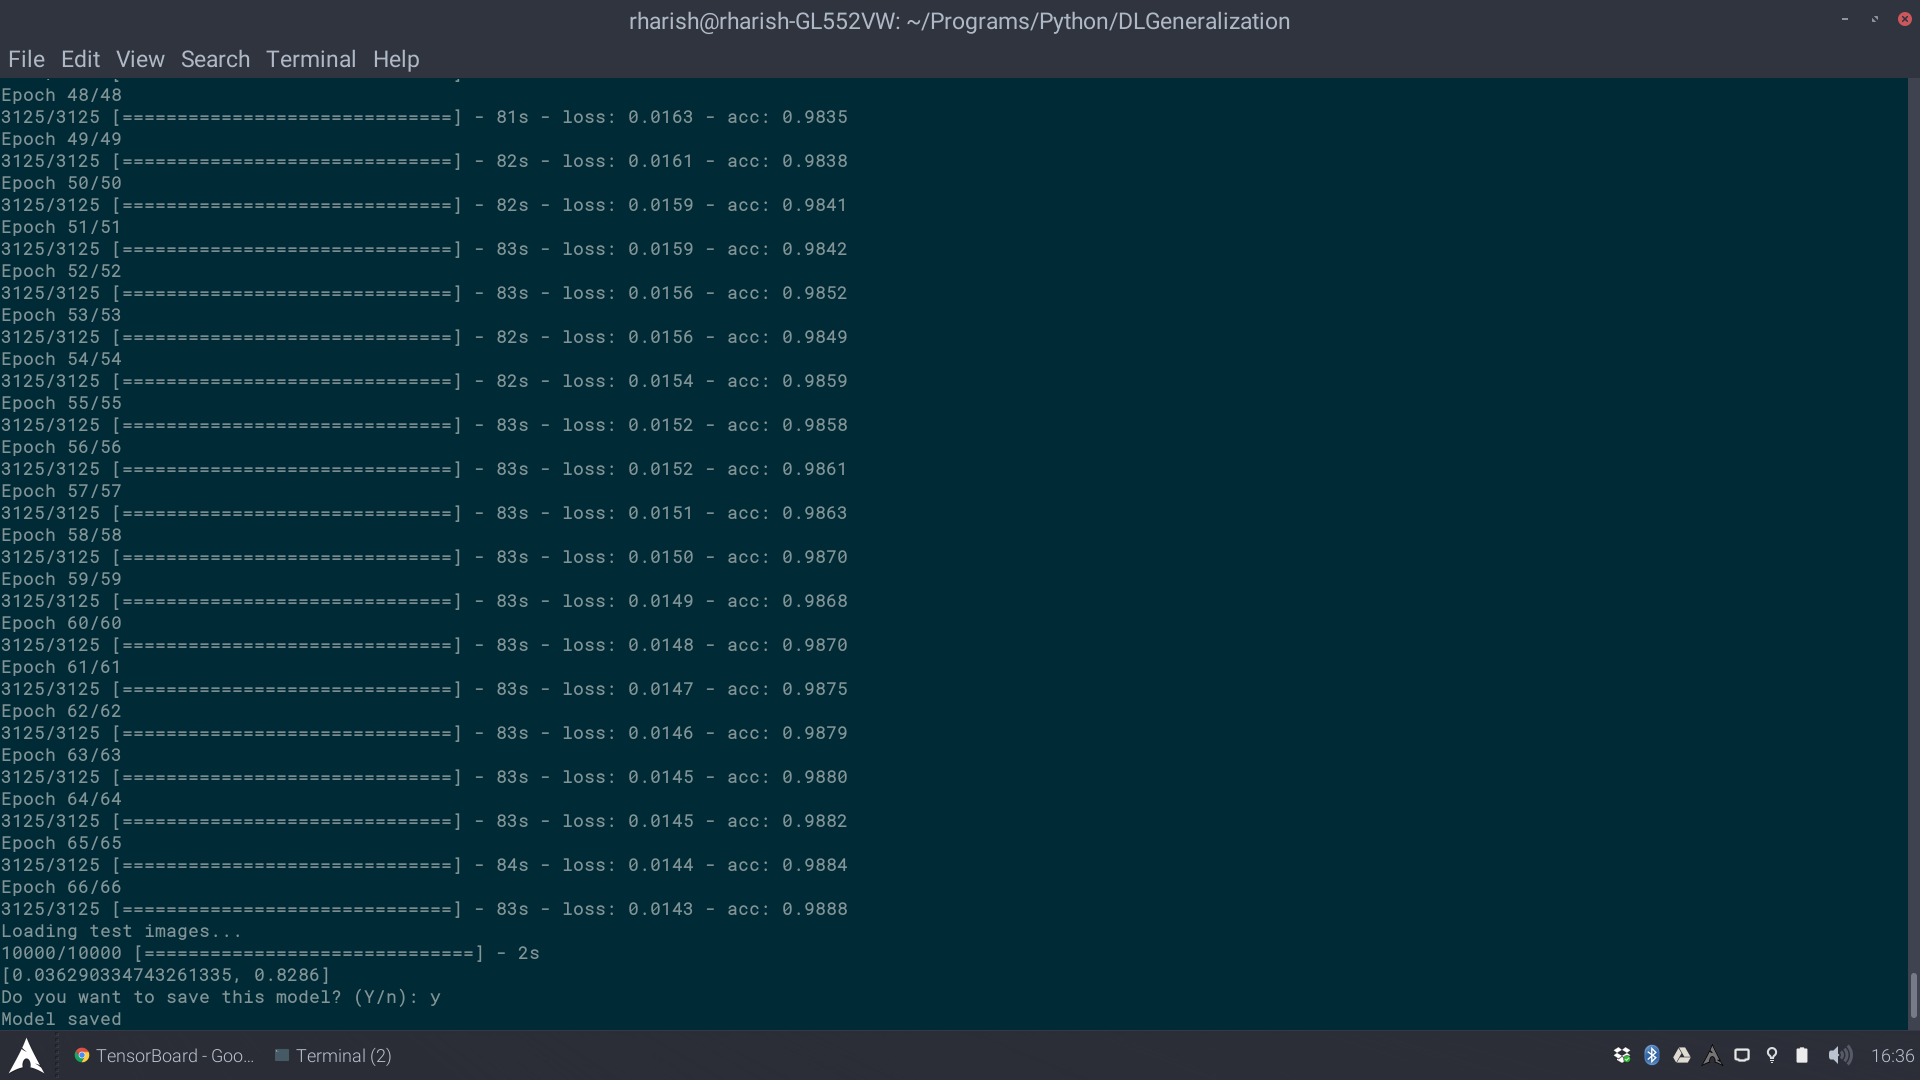 rharish@rharish-GL552VW: ~/Programs/Python/DLGeneralization
File Edit View Search Terminal Help
Epoch 48/48
3125/3125 [==============================] - 81s - loss: 0.0163 - acc: 0.9835
Epoch 49/49
3125/3125 [==============================] - 82s - loss: 0.0161 - acc: 0.9838
Epoch 50/50
3125/3125 [==============================] - 82s - loss: 0.0159 - acc: 0.9841
Epoch 51/51
3125/3125 [==============================] - 83s - loss: 0.0159 - acc: 0.9842
Epoch 52/52
3125/3125 [==============================] - 83s - loss: 0.0156 - acc: 0.9852
Epoch 53/53
3125/3125 [==============================] - 82s - loss: 0.0156 - acc: 0.9849
Epoch 54/54
3125/3125 [==============================] - 82s - loss: 0.0154 - acc: 0.9859
Epoch 55/55
3125/3125 [==============================] - 83s - loss: 0.0152 - acc: 0.9858
Epoch 56/56
3125/3125 [==============================] - 83s - loss: 0.0152 - acc: 0.9861
Epoch 57/57
3125/3125 [==============================] - 83s - loss: 0.0151 - acc: 0.9863
Epoch 58/58
3125/3125 [==============================] - 83s - loss: 0.0150 - acc: 0.9870
Epoch 59/59
3125/3125 [==============================] - 83s - loss: 0.0149 - acc: 0.9868
Epoch 60/60
3125/3125 [==============================] - 83s - loss: 0.0148 - acc: 0.9870
Epoch 61/61
3125/3125 [==============================] - 83s - loss: 0.0147 - acc: 0.9875
Epoch 62/62
3125/3125 [==============================] - 83s - loss: 0.0146 - acc: 0.9879
Epoch 63/63
3125/3125 [==============================] - 83s - loss: 0.0145 - acc: 0.9880
Epoch 64/64
3125/3125 [==============================] - 83s - loss: 0.0145 - acc: 0.9882
Epoch 65/65
3125/3125 [==============================] - 84s - loss: 0.0144 - acc: 0.9884
Epoch 66/66
3125/3125 [==============================] - 83s - loss: 0.0143 - acc: 0.9888
Loading test images...
10000/10000 [==============================] - 2s
[0.036290334743261335, 0.8286]
Do you want to save this model? (Y/n): y
Model saved
TensorBoard - Goo... Terminal (2) 16:36